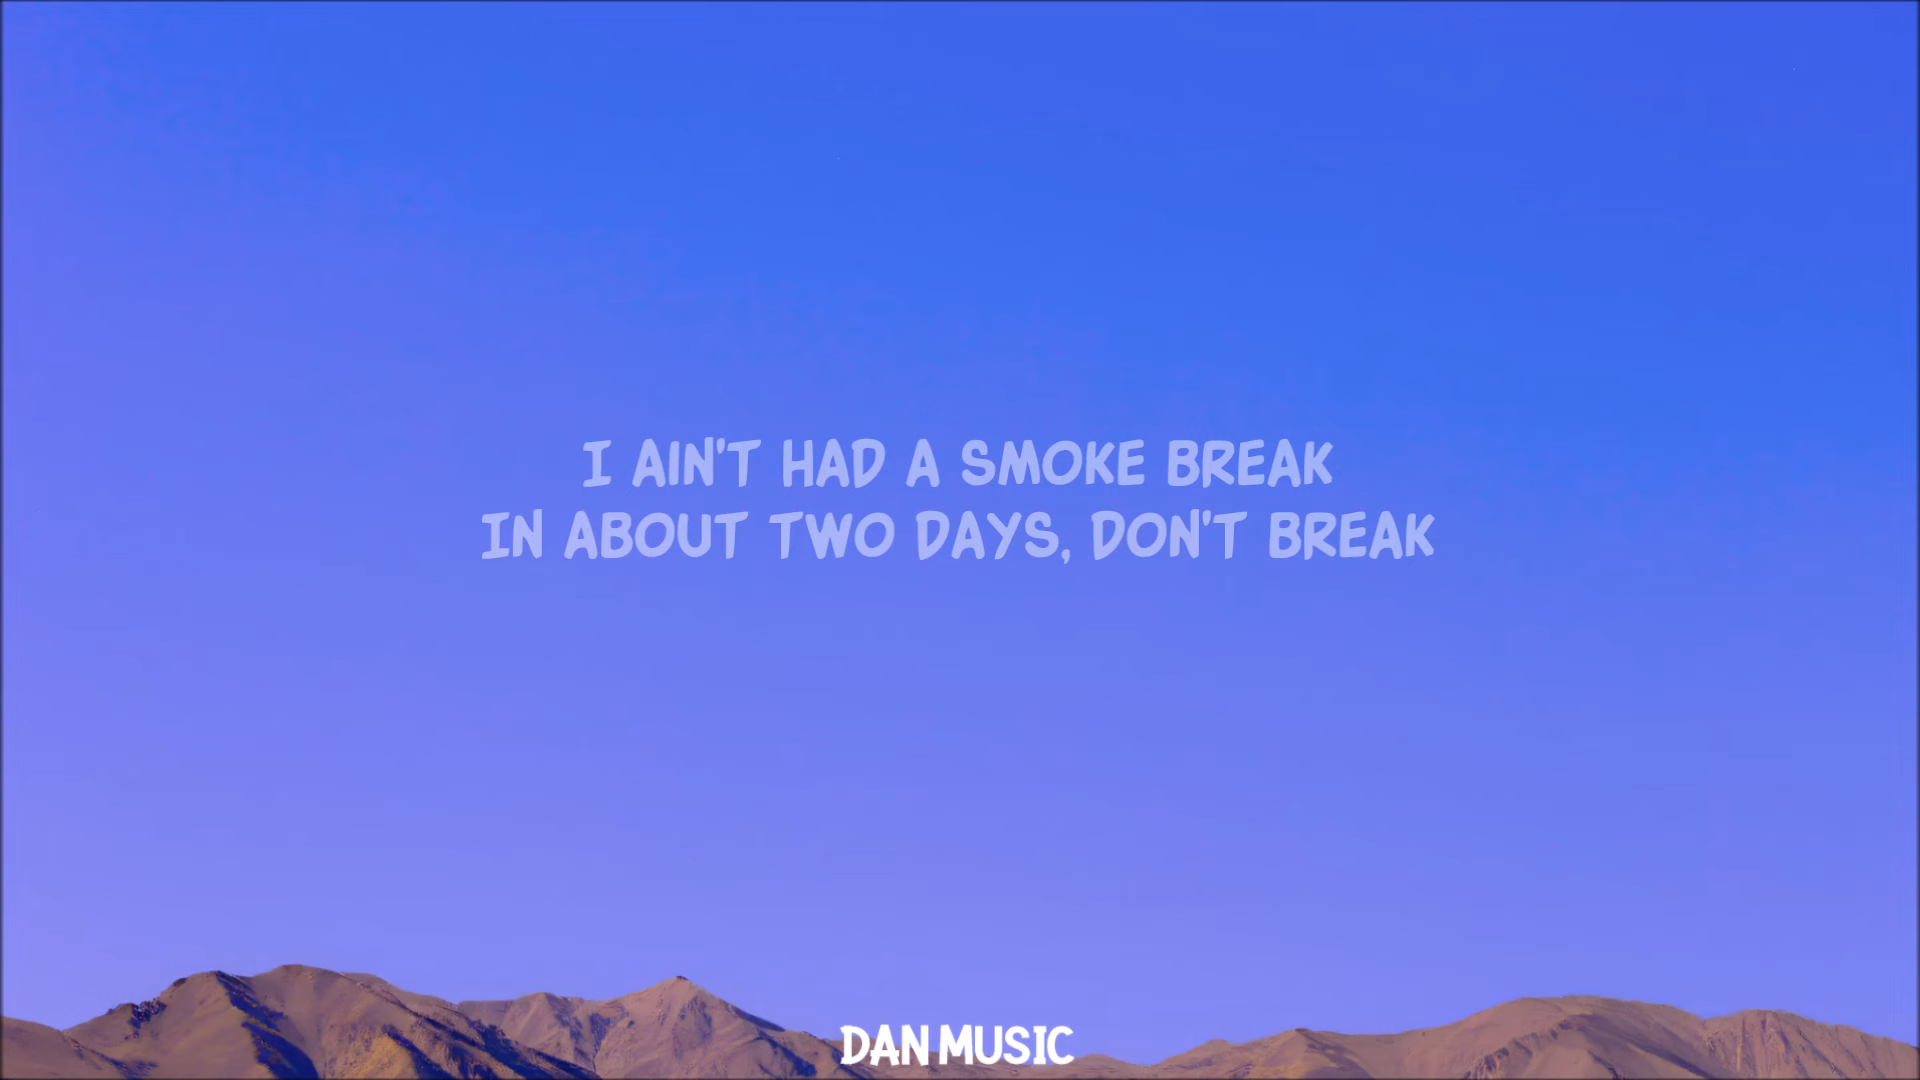 I AIN'T HAD A SMOKE BREAK
IN ABOUT TWO DAYS, DON'T BREAK
DAN MUSIC